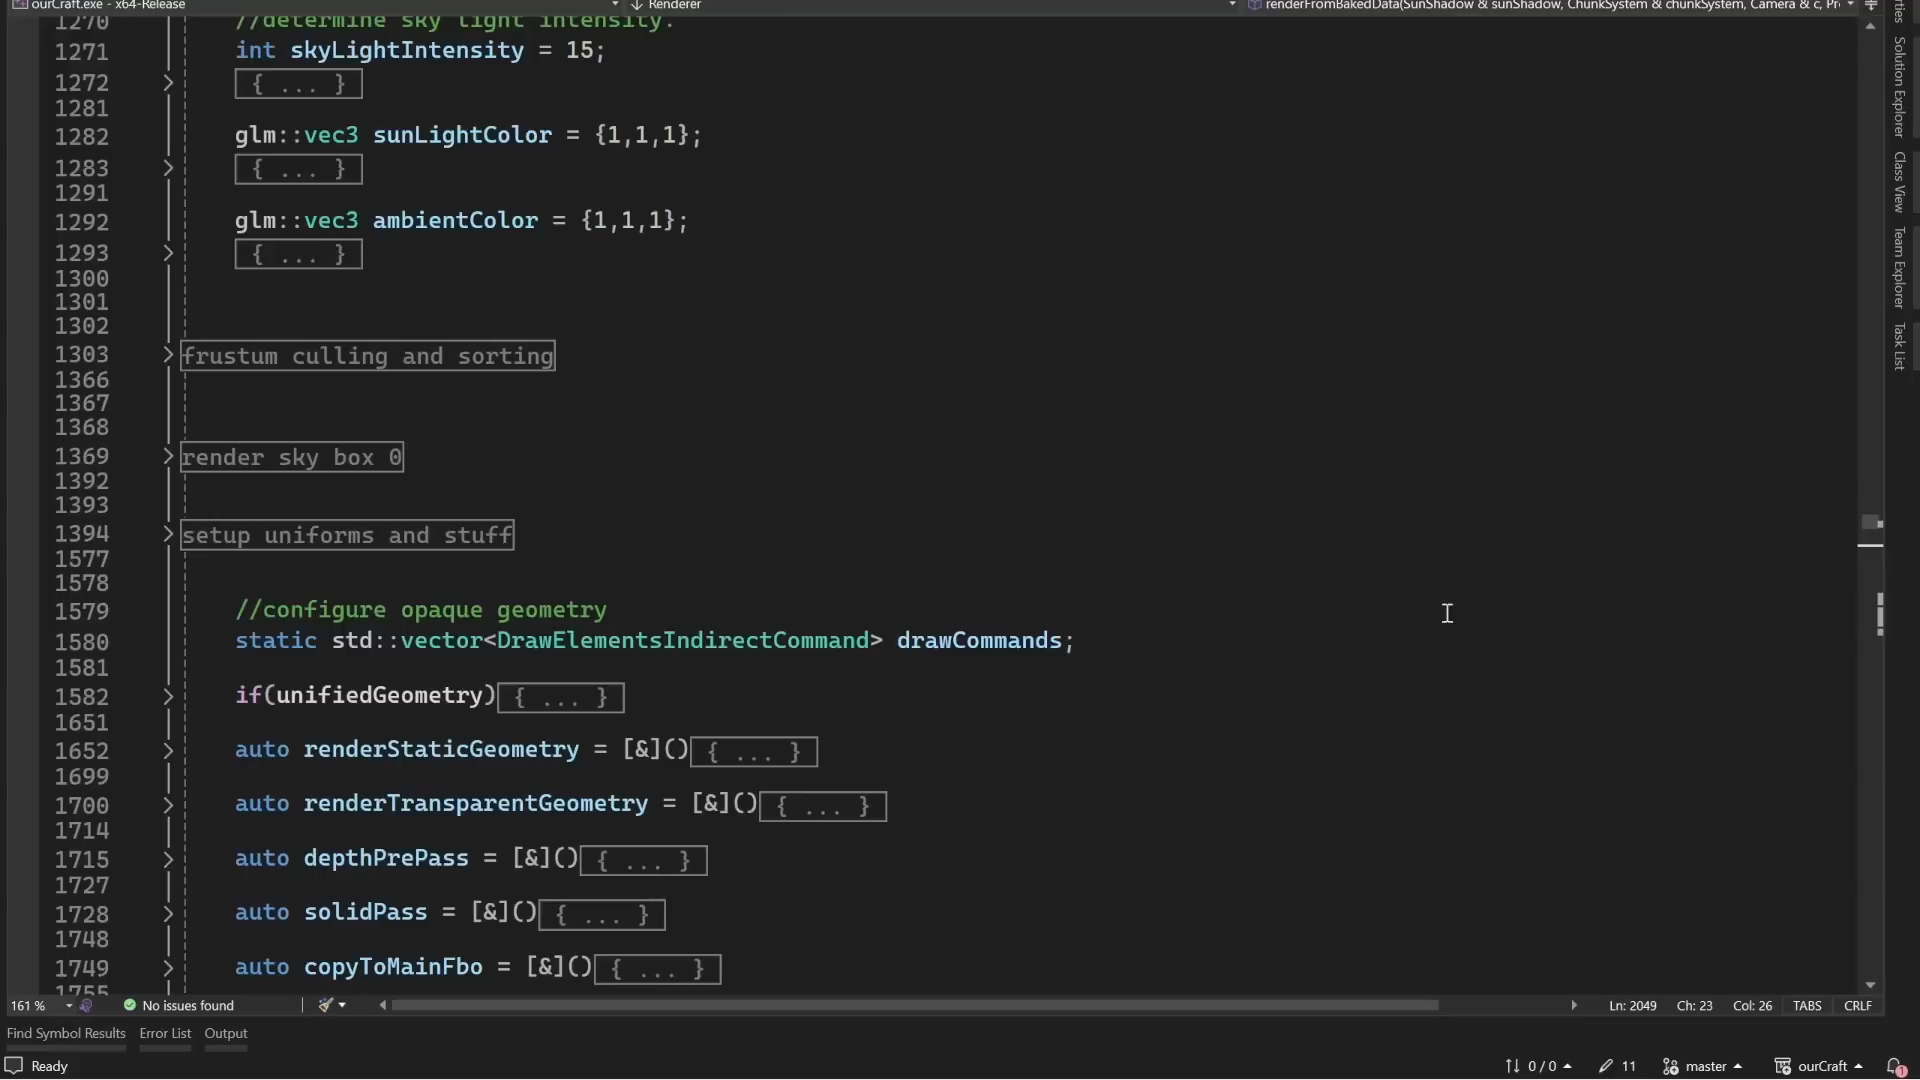 ourCraft.exe - x64-Release
Renderer
renderFromBakedData(SunShadow & sunShadow, ChunkSystem & chunkSystem, Camera & c, Pr
1270 //determine sky light intensity.
1271 int skyLightIntensity = 15;
1272 { ... }
1281
1282 glm::vec3 sunLightColor = {1,1,1};
1283 { ... }
1291
1292 glm::vec3 ambientColor = {1,1,1};
1293 { ... }
1300
1301
1302
1303 frustum culling and sorting
1366
1367
1368
1369 render sky box 0
1392
1393
1394 setup uniforms and stuff
1577
1578
1579 //configure opaque geometry
1580 static std::vector<DrawElementsIndirectCommand> drawCommands;
1581
1582 if(unifiedGeometry){ ... }
1651
1652 auto renderStaticGeometry = [&](){ ... }
1699
1700 auto renderTransparentGeometry = [&](){ ... }
1714
1715 auto depthPrePass = [&](){ ... }
1727
1728 auto solidPass = [&](){ ... }
1748
1749 auto copyToMainFbo = [&](){ ... }
1755
Solution Explorer
Class View
Team Explorer
Task List
161 %
No issues found
Ln: 2049 Ch: 23 Col: 26 TABS CRLF
Find Symbol Results Error List Output
Ready
0 / 0 11 master ourCraft 1